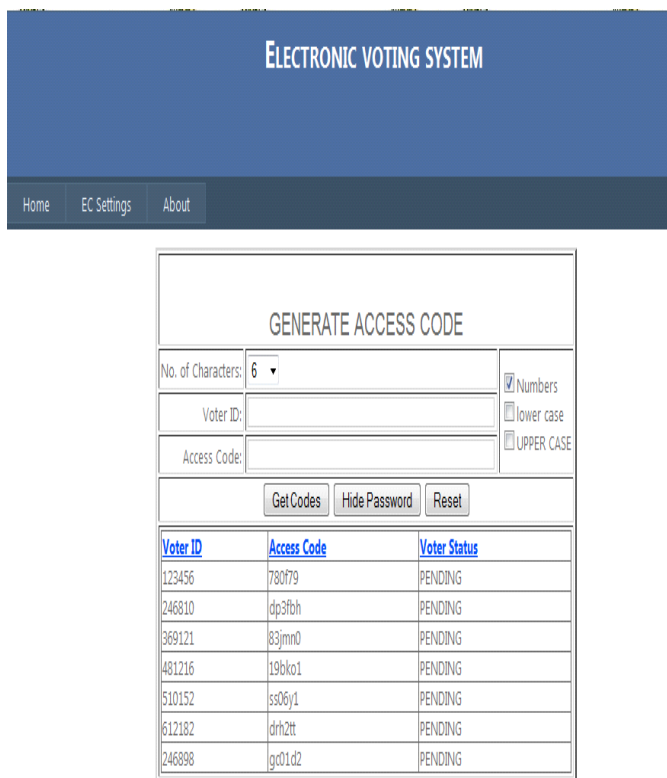 ELECTRONIC VOTING SYSTEM
Home EC Settings About
GENERATE ACCESS CODE
No. of Characters: 6
Numbers
lower case
UPPER CASE
Voter ID:
Access Code:
Get Codes Hide Password Reset
Voter ID Access Code Voter Status
123456 780f79 PENDING
246810 dp3fbh PENDING
369121 83jmn0 PENDING
481216 19bko1 PENDING
510152 ss06y1 PENDING
612182 drh2tt PENDING
246898 gc01d2 PENDING